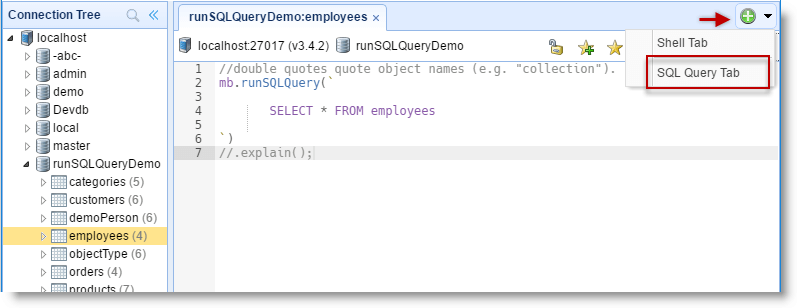 Connection Tree
localhost
-abc-
admin
demo
Devdb
local
master
runSQLQueryDemo
categories (5)
customers (6)
demoPerson (6)
employees (4)
objectType (6)
orders (4)
products (7)
runSQLQueryDemo:employees ×
localhost:27017 (v3.4.2) runSQLQueryDemo
1 //double quotes quote object names (e.g. "collection").
2 mb.runSQLQuery(`
3
4 SELECT * FROM employees
5
6 `)
7 //.explain();
Shell Tab
SQL Query Tab